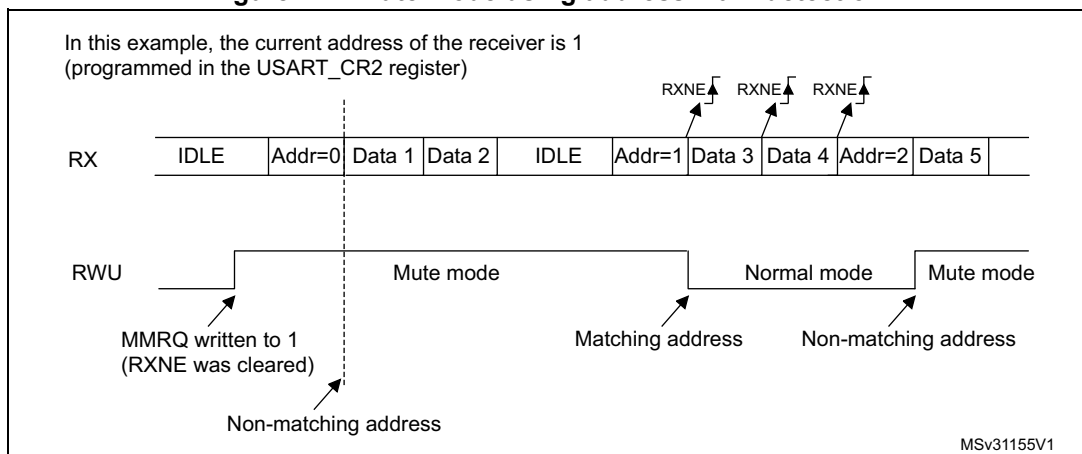 In this example, the current address of the receiver is 1
(programmed in the USART_CR2 register)
RXNE RXNE RXNE
RX IDLE Addr=0 Data 1 Data 2 IDLE Addr=1 Data 3 Data 4 Addr=2 Data 5
RWU Mute mode Normal mode Mute mode
MMRQ written to 1
(RXNE was cleared)
Matching address Non-matching address
Non-matching address
MSv31155V1